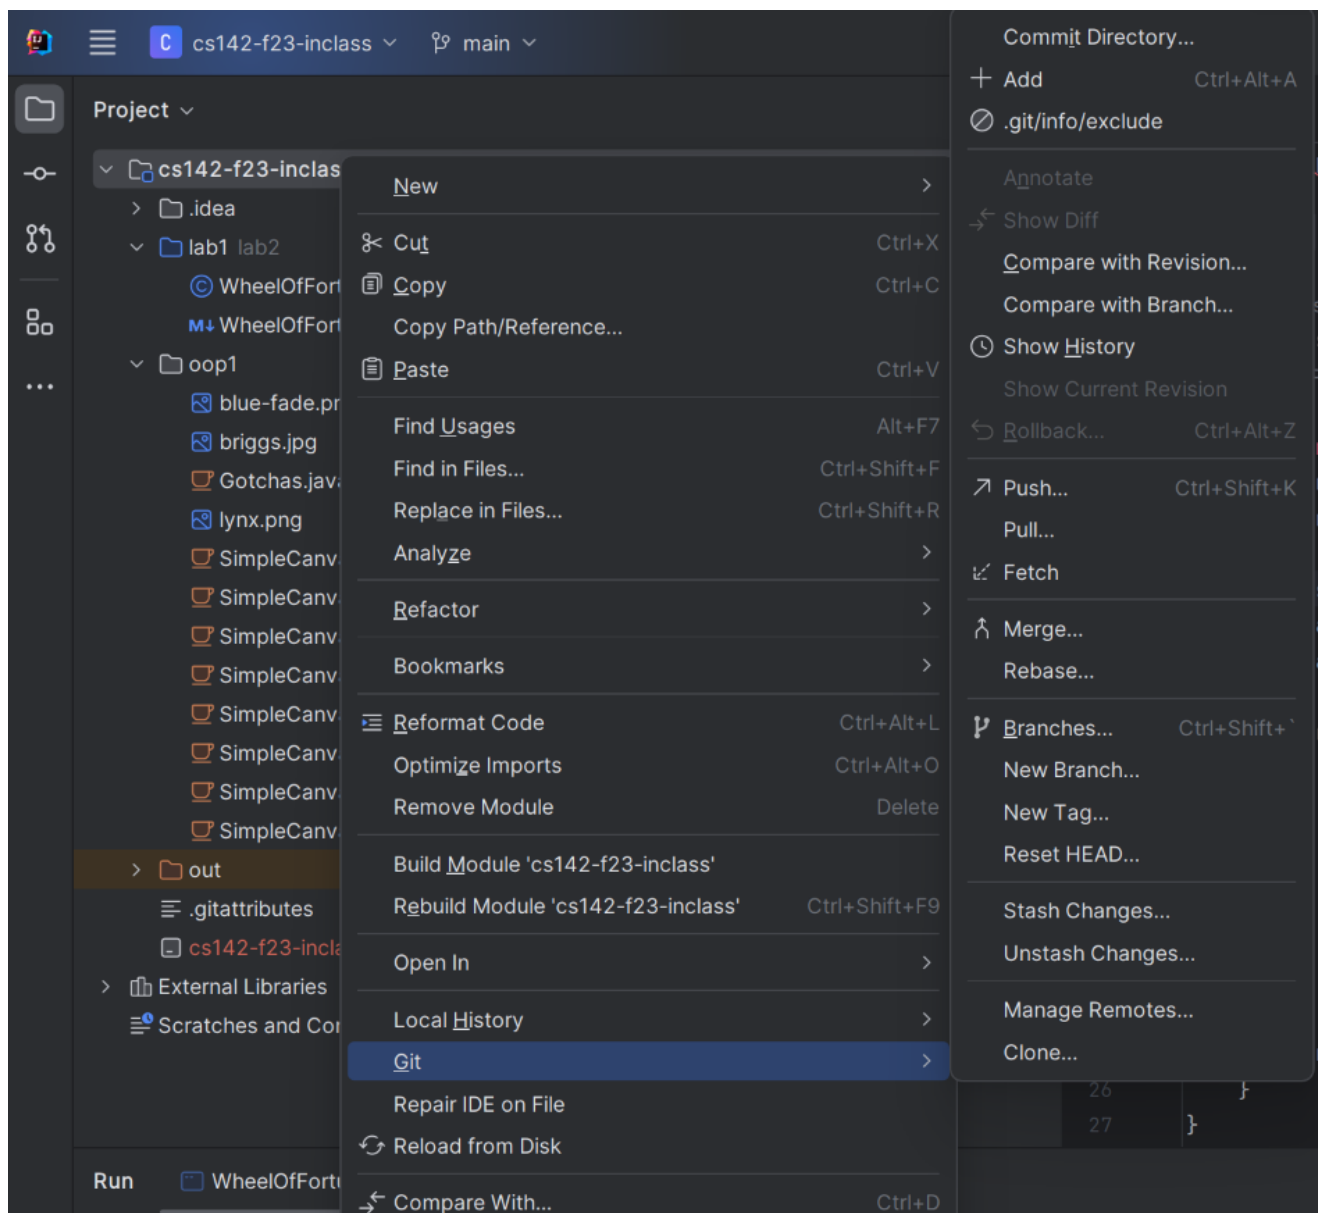 C cs142-f23-inclass main
Project
cs142-f23-inclas
.idea
lab1 lab2
WheelOfFort
M↓ WheelOfFort
oop1
blue-fade.pr
briggs.jpg
Gotchas.java
lynx.png
SimpleCanv
SimpleCanv
SimpleCanv
SimpleCanv
SimpleCanv
SimpleCanv
SimpleCanv
SimpleCanv
out
.gitattributes
cs142-f23-incla
External Libraries
Scratches and Cor
Run WheelOfFortu
New
Cut Ctrl+X
Copy Ctrl+C
Copy Path/Reference...
Paste Ctrl+V
Find Usages Alt+F7
Find in Files... Ctrl+Shift+F
Replace in Files... Ctrl+Shift+R
Analyze
Refactor
Bookmarks
Reformat Code Ctrl+Alt+L
Optimize Imports Ctrl+Alt+O
Remove Module Delete
Build Module 'cs142-f23-inclass'
Rebuild Module 'cs142-f23-inclass' Ctrl+Shift+F9
Open In
Local History
Git
Repair IDE on File
Reload from Disk
Compare With... Ctrl+D
Commit Directory...
Add Ctrl+Alt+A
.git/info/exclude
Annotate
Show Diff
Compare with Revision...
Compare with Branch...
Show History
Show Current Revision
Rollback... Ctrl+Alt+Z
Push... Ctrl+Shift+K
Pull...
Fetch
Merge...
Rebase...
Branches... Ctrl+Shift+`
New Branch...
New Tag...
Reset HEAD...
Stash Changes...
Unstash Changes...
Manage Remotes...
Clone...
26 }
27 }